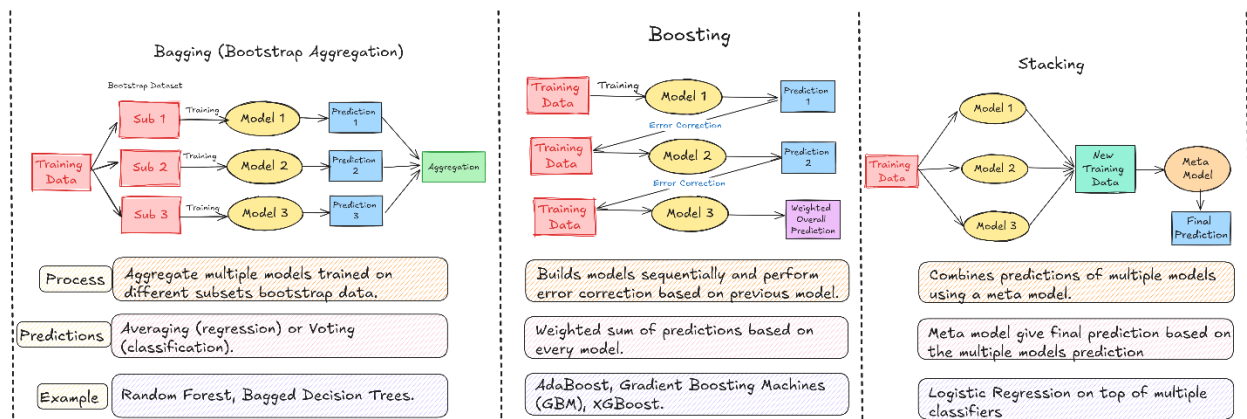 Bagging (Bootstrap Aggregation)
Bootstrap Dataset
Training
Data
Sub 1
Training
Model 1
Prediction
1
Sub 2
Training
Model 2
Prediction
2
Sub 3
Training
Model 3
Prediction
3
Aggregation
Process
Aggregate multiple models trained on
different subsets bootstrap data.
Predictions
Averaging (regression) or Voting
(classification).
Example
Random Forest, Bagged Decision Trees.
Boosting
Training
Data
Training
Model 1
Prediction
1
Error Correction
Training
Data
Model 2
Prediction
2
Error Correction
Training
Data
Model 3
Weighted
Overall
Prediction
Builds models sequentially and perform
error correction based on previous model.
Weighted sum of predictions based on
every model.
AdaBoost, Gradient Boosting Machines
(GBM), XGBoost.
Stacking
Training
Data
Model 1
Model 2
Model 3
New
Training
Data
Meta
Model
Final
Prediction
Combines predictions of multiple models
using a meta model.
Meta model give final prediction based on
the multiple models prediction
Logistic Regression on top of multiple
classifiers